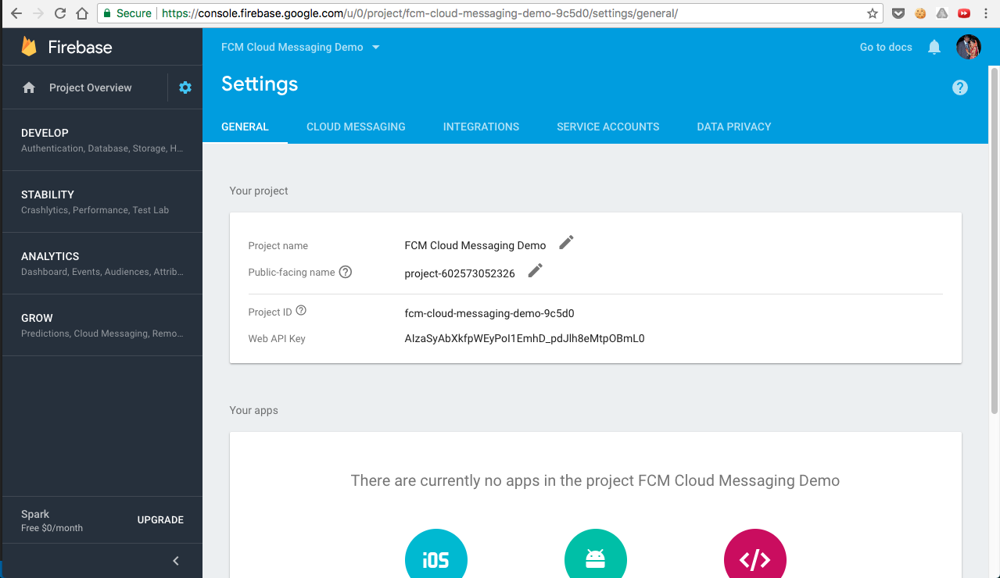 Secure https://console.firebase.google.com/u/0/project/fcm-cloud-messaging-demo-9c5d0/settings/general/
Firebase
FCM Cloud Messaging Demo
Go to docs
Project Overview
Settings
GENERAL CLOUD MESSAGING INTEGRATIONS SERVICE ACCOUNTS DATA PRIVACY
DEVELOP
Authentication, Database, Storage, H...
STABILITY
Crashlytics, Performance, Test Lab
ANALYTICS
Dashboard, Events, Audiences, Attrib...
GROW
Predictions, Cloud Messaging, Remo...
Spark
Free $0/month
UPGRADE
Your project
Project name FCM Cloud Messaging Demo
Public-facing name ? project-602573052326
Project ID ? fcm-cloud-messaging-demo-9c5d0
Web API Key AIzaSyAbXkfpWEyPoI1EmhD_pdJlh8eMtpOBmL0
Your apps
There are currently no apps in the project FCM Cloud Messaging Demo
iOS